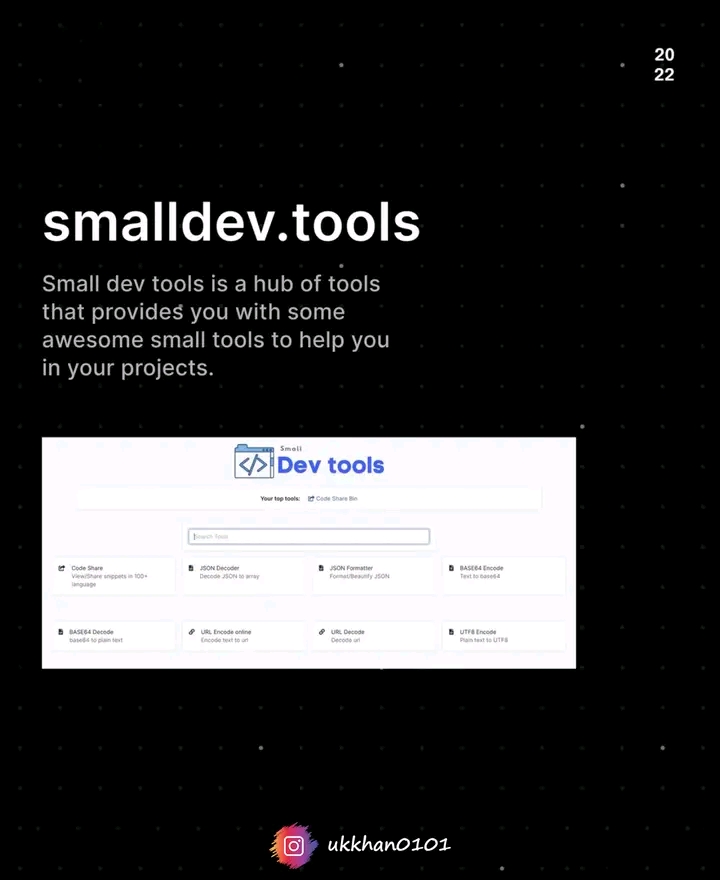 20
22
smalldev.tools
Small dev tools is a hub of tools
that provides you with some
awesome small tools to help you
in your projects.
Small
Dev tools
Your top tools: Code Share Bin
Search Tools
Code Share
View/Share snippets in 100+
language
JSON Decoder
Decode JSON to array
JSON Formatter
Format/Beautify JSON
BASE64 Encode
Text to base64
BASE64 Decode
base64 to plain text
URL Encode online
Encode text to url
URL Decode
Decode url
UTF8 Encode
Plain text to UTF8
ukkhan0101